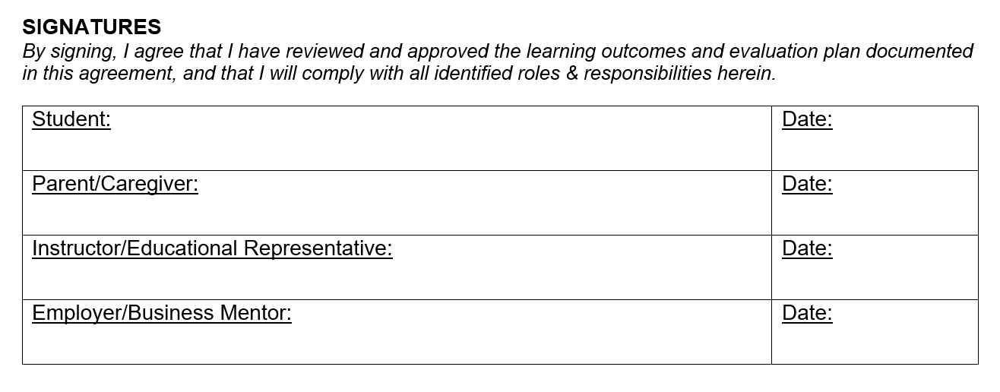 SIGNATURES
By signing, I agree that I have reviewed and approved the learning outcomes and evaluation plan documented
in this agreement, and that I will comply with all identified roles & responsibilities herein.
Student: Date:
Parent/Caregiver: Date:
Instructor/Educational Representative: Date:
Employer/Business Mentor: Date: